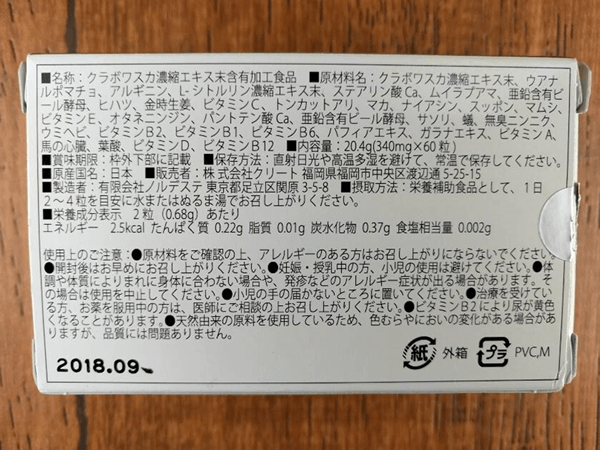 ■名称：クラボワスカ濃縮エキス末含有加工食品　■原材料名：クラボワスカ濃縮エキス末、ウアナ
ルポマチョ、アルギニン、L-シトルリン濃縮エキス末、ステアリン酸Ca、ムイラプアマ、亜鉛含有ビ
ール酵母、ヒハツ、金時生姜、ビタミンC、トンカットアリ、マカ、ナイアシン、スッポン、マムシ、
ビタミンE、オタネニンジン、パントテン酸Ca、亜鉛含有ビール酵母、サソリ、蟻、無臭ニンニク、
ウミヘビ、ビタミンB2、ビタミンB1、ビタミンB6、パフィアエキス、ガラナエキス、ビタミンA、
馬の心臓、葉酸、ビタミンD、ビタミンB12　■内容量：20.4g(340mg×60粒)
■賞味期限：枠外下部に記載　■保存方法：直射日光や高温多湿を避けて、常温で保存してください。
■原産国名：日本　■販売者：株式会社クリート 福岡県福岡市中央区渡辺通5-25-15
■製造者：有限会社ノルデステ 東京都足立区関原3-5-8　■摂取方法：栄養補助食品として、1日
2～4粒を目安に水またはぬるま湯でお召し上がりください。
■栄養成分表示　2粒（0.68g）あたり
エネルギー　2.5kcal たんぱく質 0.22g 脂質 0.01g 炭水化物 0.37g 食塩相当量 0.002g
使用上のご注意：●原材料をご確認の上、アレルギーのある方はお召し上がりにならないでください。
●開封後はお早めにお召し上がりください。●妊娠・授乳中の方、小児の使用は避けてください。●体
調や体質によりまれに身体に合わない場合や、発疹などのアレルギー症状が出る場合があります。そ
の場合は使用を中止してください。●小児の手の届かないところに置いてください。●治療を受けてい
る方、お薬を服用中の方は、医師にご相談の上お召し上がりください。●ビタミンB2により尿が黄色
くなることがあります。●天然由来の原料を使用しているため、色むらやにおいの変化がある場合があり
ますが、品質には問題ありません。
2018.09
紙 外箱 プラ PVC,M